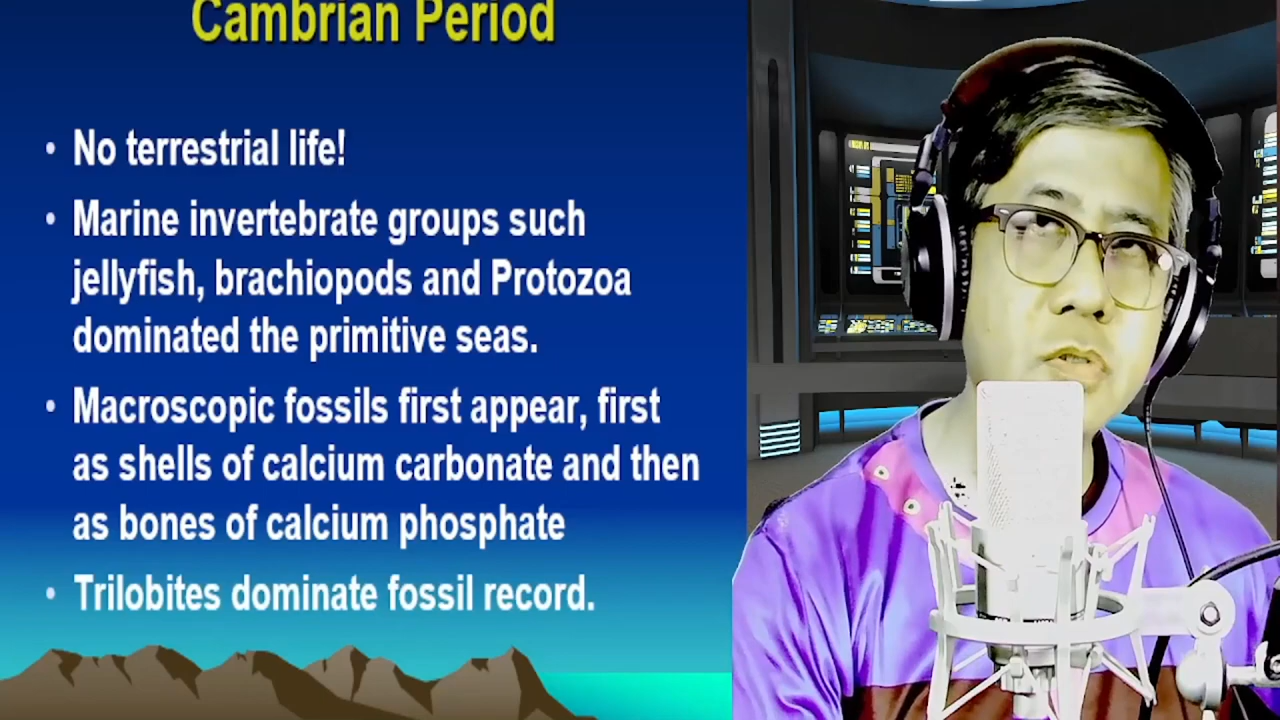 Cambrian Period
• No terrestrial life!
• Marine invertebrate groups such
jellyfish, brachiopods and Protozoa
dominated the primitive seas.
• Macroscopic fossils first appear, first
as shells of calcium carbonate and then
as bones of calcium phosphate
• Trilobites dominate fossil record.